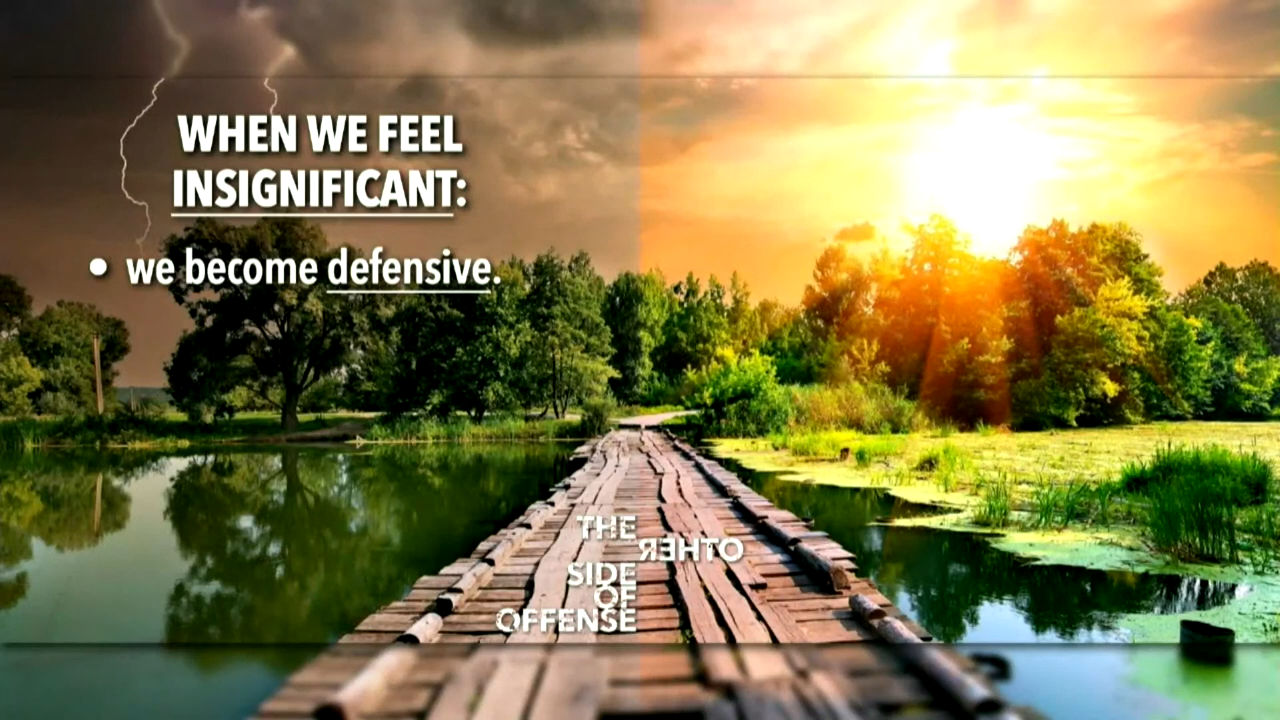 WHEN WE FEEL
INSIGNIFICANT:
• we become defensive.
THE
OTHER
SIDE
OF
OFFENSE